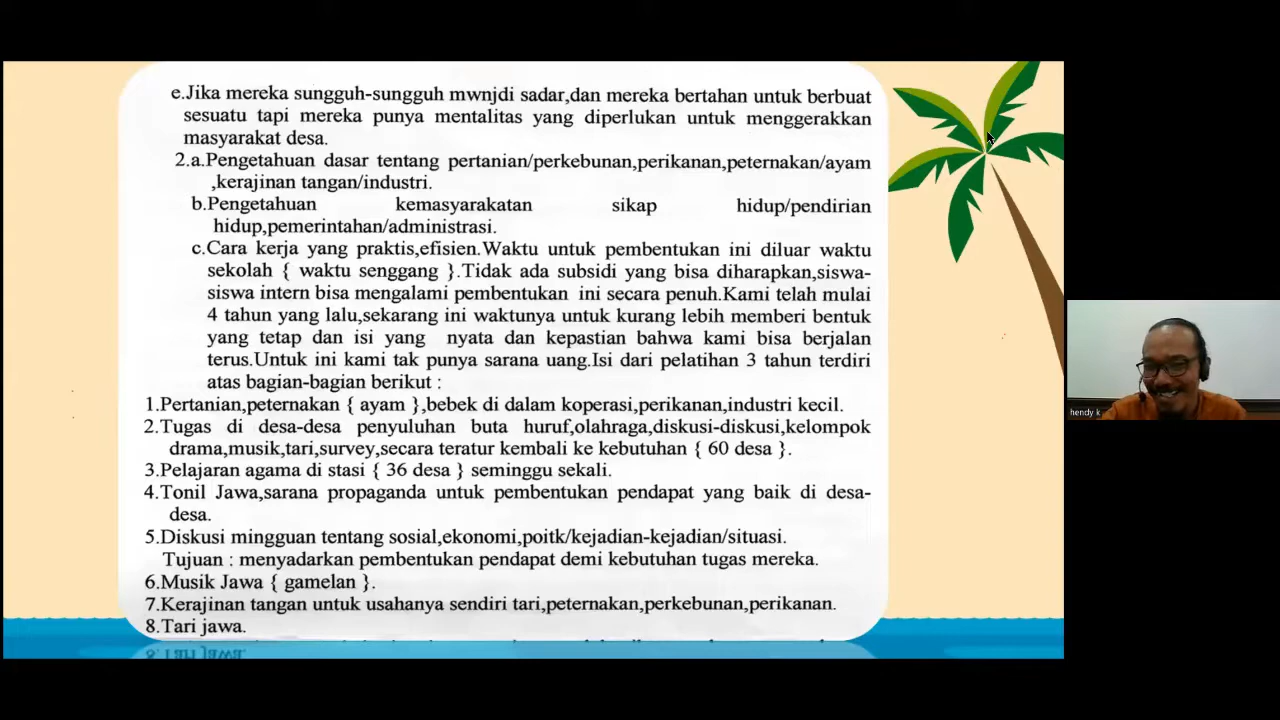 e.Jika mereka sungguh-sungguh mwnjdi sadar,dan mereka bertahan untuk berbuat
sesuatu tapi mereka punya mentalitas yang diperlukan untuk menggerakkan
masyarakat desa.
2.a.Pengetahuan dasar tentang pertanian/perkebunan,perikanan,peternakan/ayam
,kerajinan tangan/industri.
b.Pengetahuan kemasyarakatan sikap hidup/pendirian
hidup,pemerintahan/administrasi.
c.Cara kerja yang praktis,efisien.Waktu untuk pembentukan ini diluar waktu
sekolah { waktu senggang }.Tidak ada subsidi yang bisa diharapkan,siswa-
siswa intern bisa mengalami pembentukan ini secara penuh.Kami telah mulai
4 tahun yang lalu,sekarang ini waktunya untuk kurang lebih memberi bentuk
yang tetap dan isi yang nyata dan kepastian bahwa kami bisa berjalan
terus.Untuk ini kami tak punya sarana uang.Isi dari pelatihan 3 tahun terdiri
atas bagian-bagian berikut :
1.Pertanian,peternakan { ayam },bebek di dalam koperasi,perikanan,industri kecil.
2.Tugas di desa-desa penyuluhan buta huruf,olahraga,diskusi-diskusi,kelompok
drama,musik,tari,survey,secara teratur kembali ke kebutuhan { 60 desa }.
3.Pelajaran agama di stasi { 36 desa } seminggu sekali.
4.Tonil Jawa,sarana propaganda untuk pembentukan pendapat yang baik di desa-
desa.
5.Diskusi mingguan tentang sosial,ekonomi,poitk/kejadian-kejadian/situasi.
Tujuan : menyadarkan pembentukan pendapat demi kebutuhan tugas mereka.
6.Musik Jawa { gamelan }.
7.Kerajinan tangan untuk usahanya sendiri tari,peternakan,perkebunan,perikanan.
8.Tari jawa.
hendy k